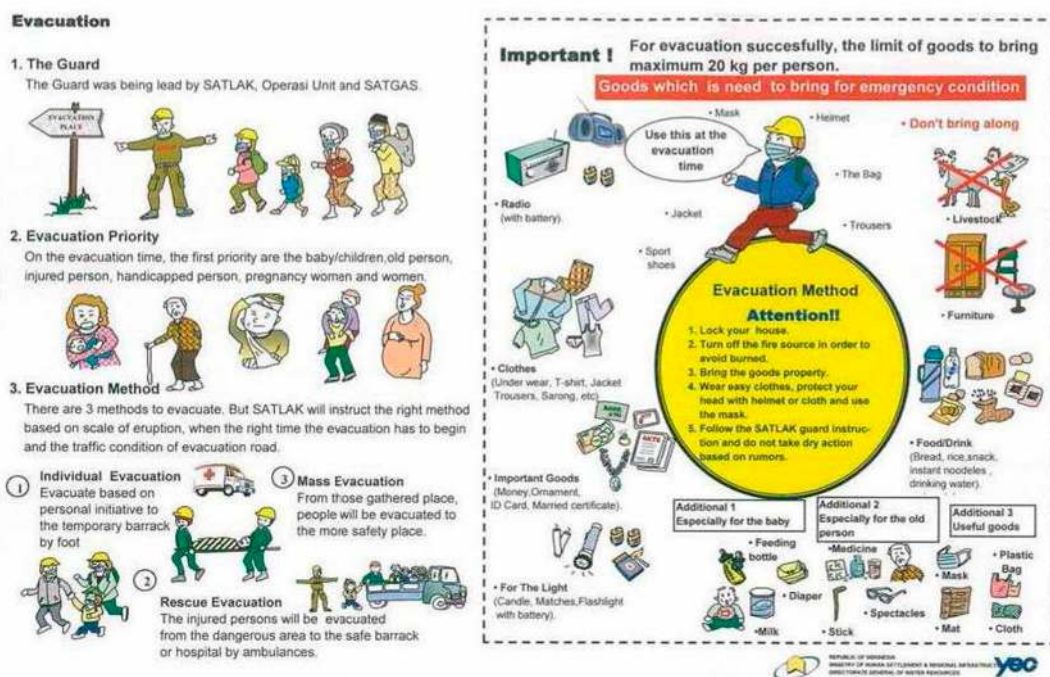 Evacuation
1. The Guard
The Guard was being lead by SATLAK, Operasi Unit and SATGAS.
EVACUATION
PLACE
2. Evacuation Priority
On the evacuation time, the first priority are the baby/children,old person,
injured person, handicapped person, pregnancy women and women.
3. Evacuation Method
There are 3 methods to evacuate. But SATLAK will instruct the right method
based on scale of eruption, when the right time the evacuation has to begin
and the traffic condition of evacuation road.
1
Individual Evacuation
Evacuate based on
personal initiative to
the temporary barrack
by foot
3
Mass Evacuation
From those gathered place,
people will be evacuated to
the more safety place.
2
Rescue Evacuation
The injured persons will be evacuated
from the dangerous area to the safe barrack
or hospital by ambulances.
Important !
For evacuation succesfully, the limit of goods to bring
maximum 20 kg per person.
Goods which is need to bring for emergency condition
• Mask
• Helmet
• Don't bring along
Use this at the
evacuation
time
• The Bag
• Radio
(with battery).
• Jacket
• Trousers
• Livestock
• Sport
shoes
Evacuation Method
Attention!!
1. Lock your house.
2. Turn off the fire source in order to
avoid burned.
3. Bring the goods property.
4. Wear easy clothes, protect your
head with helmet or cloth and use
the mask.
5. Follow the SATLAK guard instruc-
tion and do not take dry action
based on rumors.
• Furniture
• Clothes
(Under wear, T-shirt, Jacket
Trousers, Sarong, etc)
AKTE
• Food/Drink
(Bread, rice,snack,
instant noodeles ,
drinking water).
• Important Goods
(Money,Ornament,
ID Card, Married certificate).
Additional 1
Especially for the baby
Additional 2
Especially for the old
person
Additional 3
Useful goods
• Feeding
bottle
•Medicine
• Plastic
Bag
• Mask
• For The Light
(Candle, Matches,Flashlight
with battery).
• Diaper
• Spectacles
•Milk
• Stick
• Mat
• Cloth
REPUBLIC OF INDONESIA
MINISTRY OF HUMAN SETTLEMENT & REGIONAL INFRASTRUCT
DIRECTORATE GENERAL OF WATER RESOURCES
yec